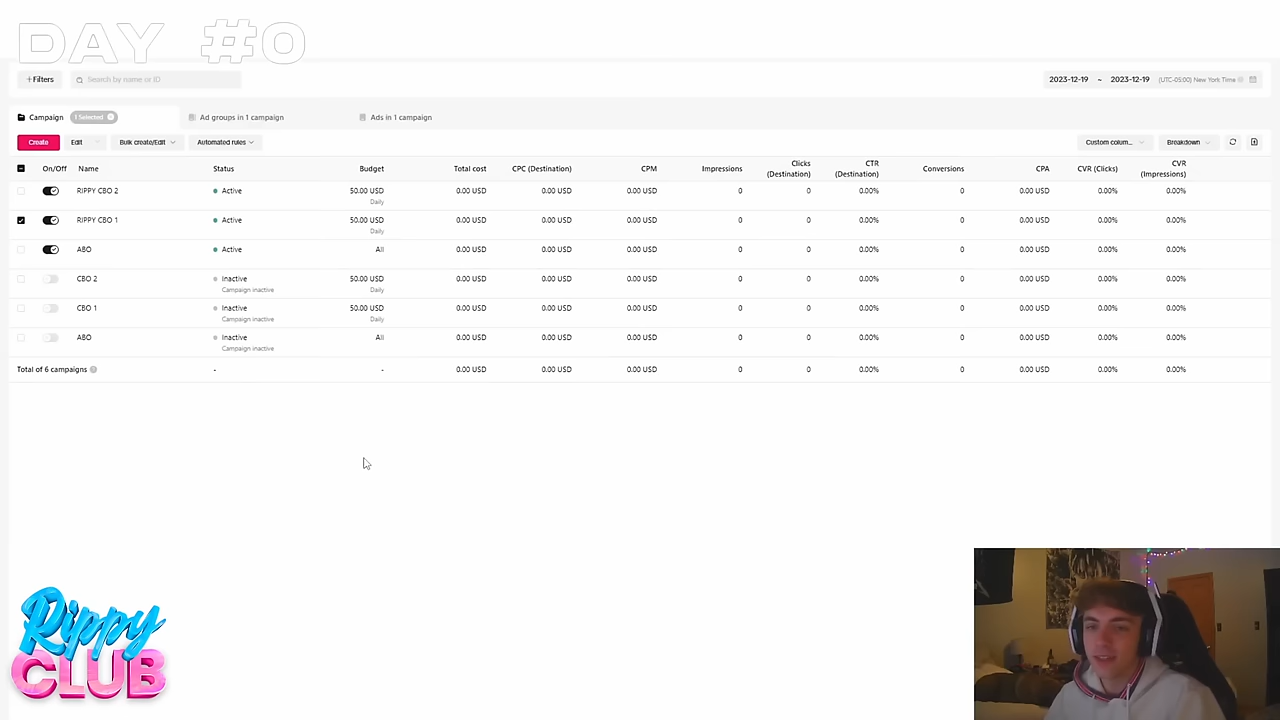 DAY #0
+Filters
Search by name or ID
2023-12-19 ~ 2023-12-19 (UTC-05:00) New York Time
Campaign 1 Selected
Ad groups in 1 campaign
Ads in 1 campaign
Create Edit Bulk create/Edit Automated rules
Custom colum... Breakdown
On/Off Name Status Budget Total cost CPC (Destination) CPM Impressions Clicks (Destination) CTR (Destination) Conversions CPA CVR (Clicks) CVR (Impressions)
RIPPY CBO 2 Active 50.00 USD 0.00 USD 0.00 USD 0.00 USD 0 0 0.00% 0 0.00 USD 0.00% 0.00%
Daily
RIPPY CBO 1 Active 50.00 USD 0.00 USD 0.00 USD 0.00 USD 0 0 0.00% 0 0.00 USD 0.00% 0.00%
Daily
ABO Active All 0.00 USD 0.00 USD 0.00 USD 0 0 0.00% 0 0.00 USD 0.00% 0.00%
CBO 2 Inactive 50.00 USD 0.00 USD 0.00 USD 0.00 USD 0 0 0.00% 0 0.00 USD 0.00% 0.00%
Campaign inactive Daily
CBO 1 Inactive 50.00 USD 0.00 USD 0.00 USD 0.00 USD 0 0 0.00% 0 0.00 USD 0.00% 0.00%
Campaign inactive Daily
ABO Inactive All 0.00 USD 0.00 USD 0.00 USD 0 0 0.00% 0 0.00 USD 0.00% 0.00%
Campaign inactive
Total of 6 campaigns - - 0.00 USD 0.00 USD 0.00 USD 0 0 0.00% 0 0.00 USD 0.00% 0.00%
Rippy
CLUB